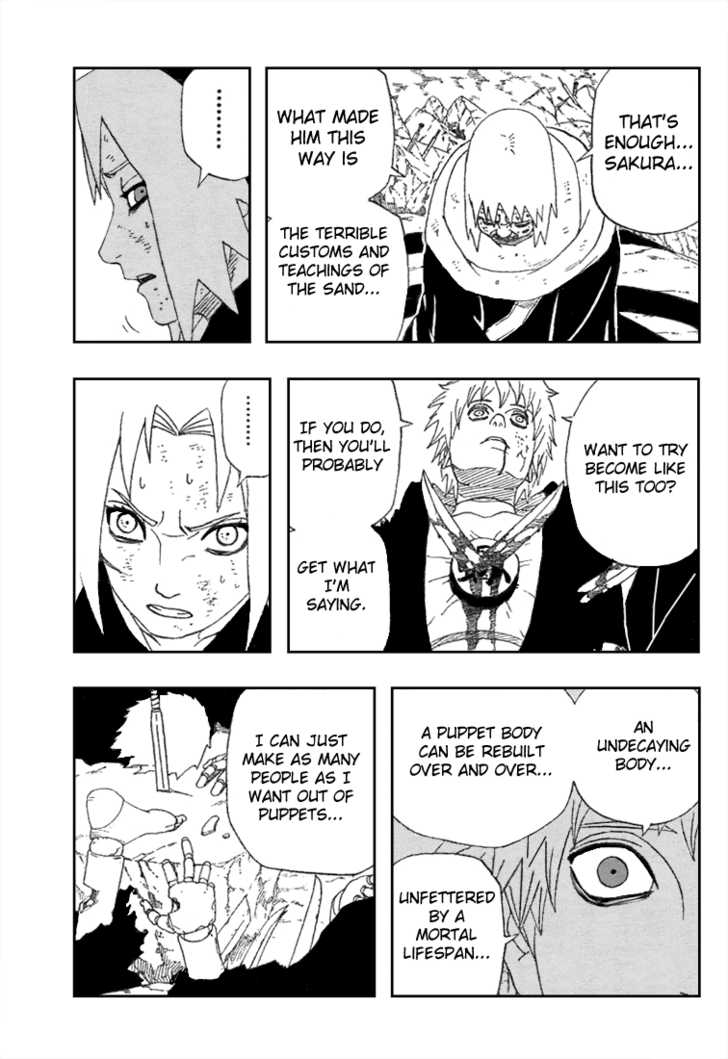 THAT'S
ENOUGH...
SAKURA...
WHAT MADE
HIM THIS
WAY IS
THE TERRIBLE
CUSTOMS AND
TEACHINGS OF
THE SAND...
.........
WANT TO TRY
BECOME LIKE
THIS TOO?
IF YOU DO,
THEN YOU'LL
PROBABLY
GET WHAT
I'M
SAYING.
.........
AN
UNDECAYING
BODY...
A PUPPET BODY
CAN BE REBUILT
OVER AND OVER...
UNFETTERED
BY A
MORTAL
LIFESPAN...
I CAN JUST
MAKE AS MANY
PEOPLE AS I
WANT OUT OF
PUPPETS...